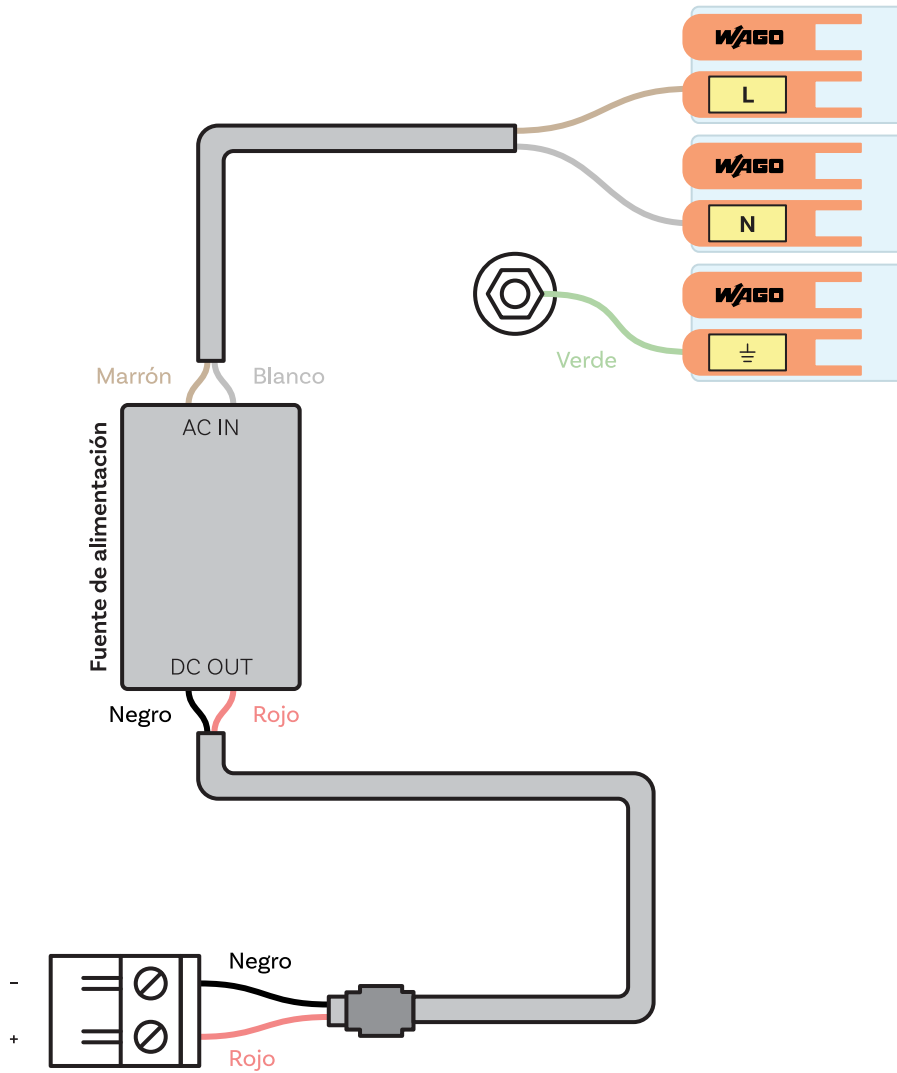 WAGO
L
WAGO
N
WAGO
Verde
Marrón
Blanco
AC IN
Fuente de alimentación
DC OUT
Negro
Rojo
Negro
-
+
Rojo